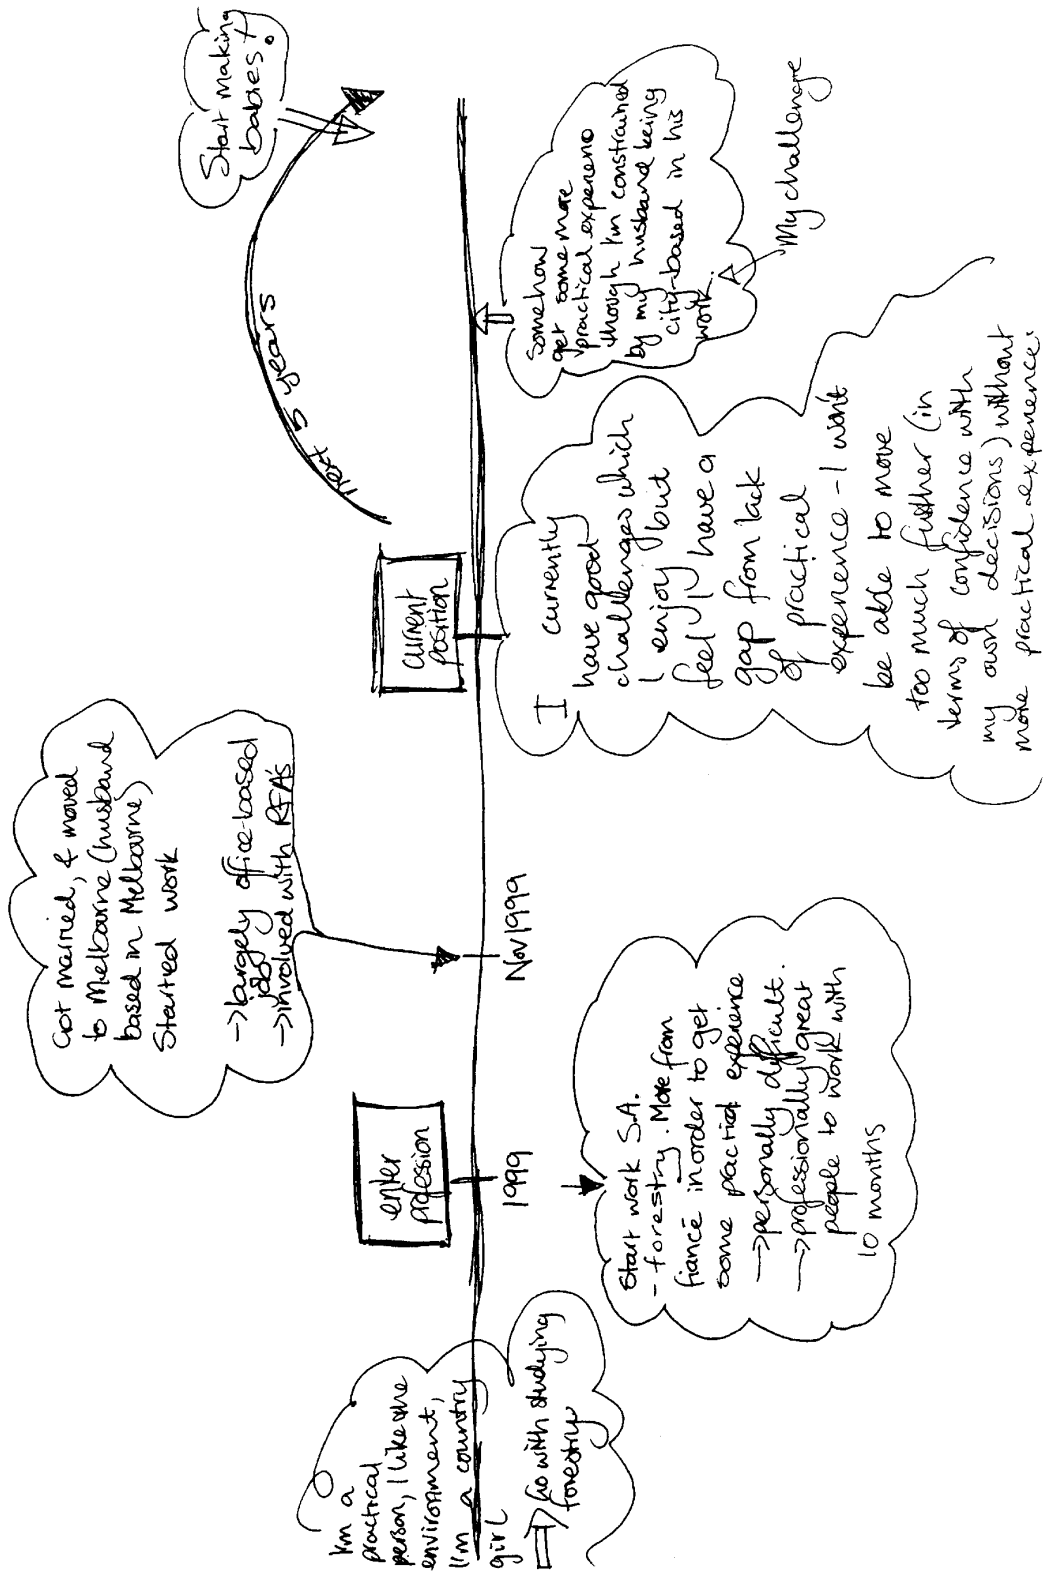 I'm a
practical
person, I like the
environment,
I'm a country
girl
Go with studying
forestry
enter
profession
1999
Start work S.A.
- forestry. More from
fiancé inorder to get
some practical experience
→personally difficult.
→professionally great
people to work with
10 months
Got married, & moved
to Melbourne (husband
based in Melbourne)
Started work
→largely office-based
job
→involved with RFA's
Nov 1999
current
position
I currently
have good
challenges which
I enjoy but
feel I have a
gap from lack
of practical
experience - I won't
be able to move
too much further (in
terms of confidence with
my own decisions) without
more practical experience.
next 5 years
Start making
babies!
Somehow
get some more
practical experience
though I'm constrained
by my husband being
city-based in his
work.
My challenge